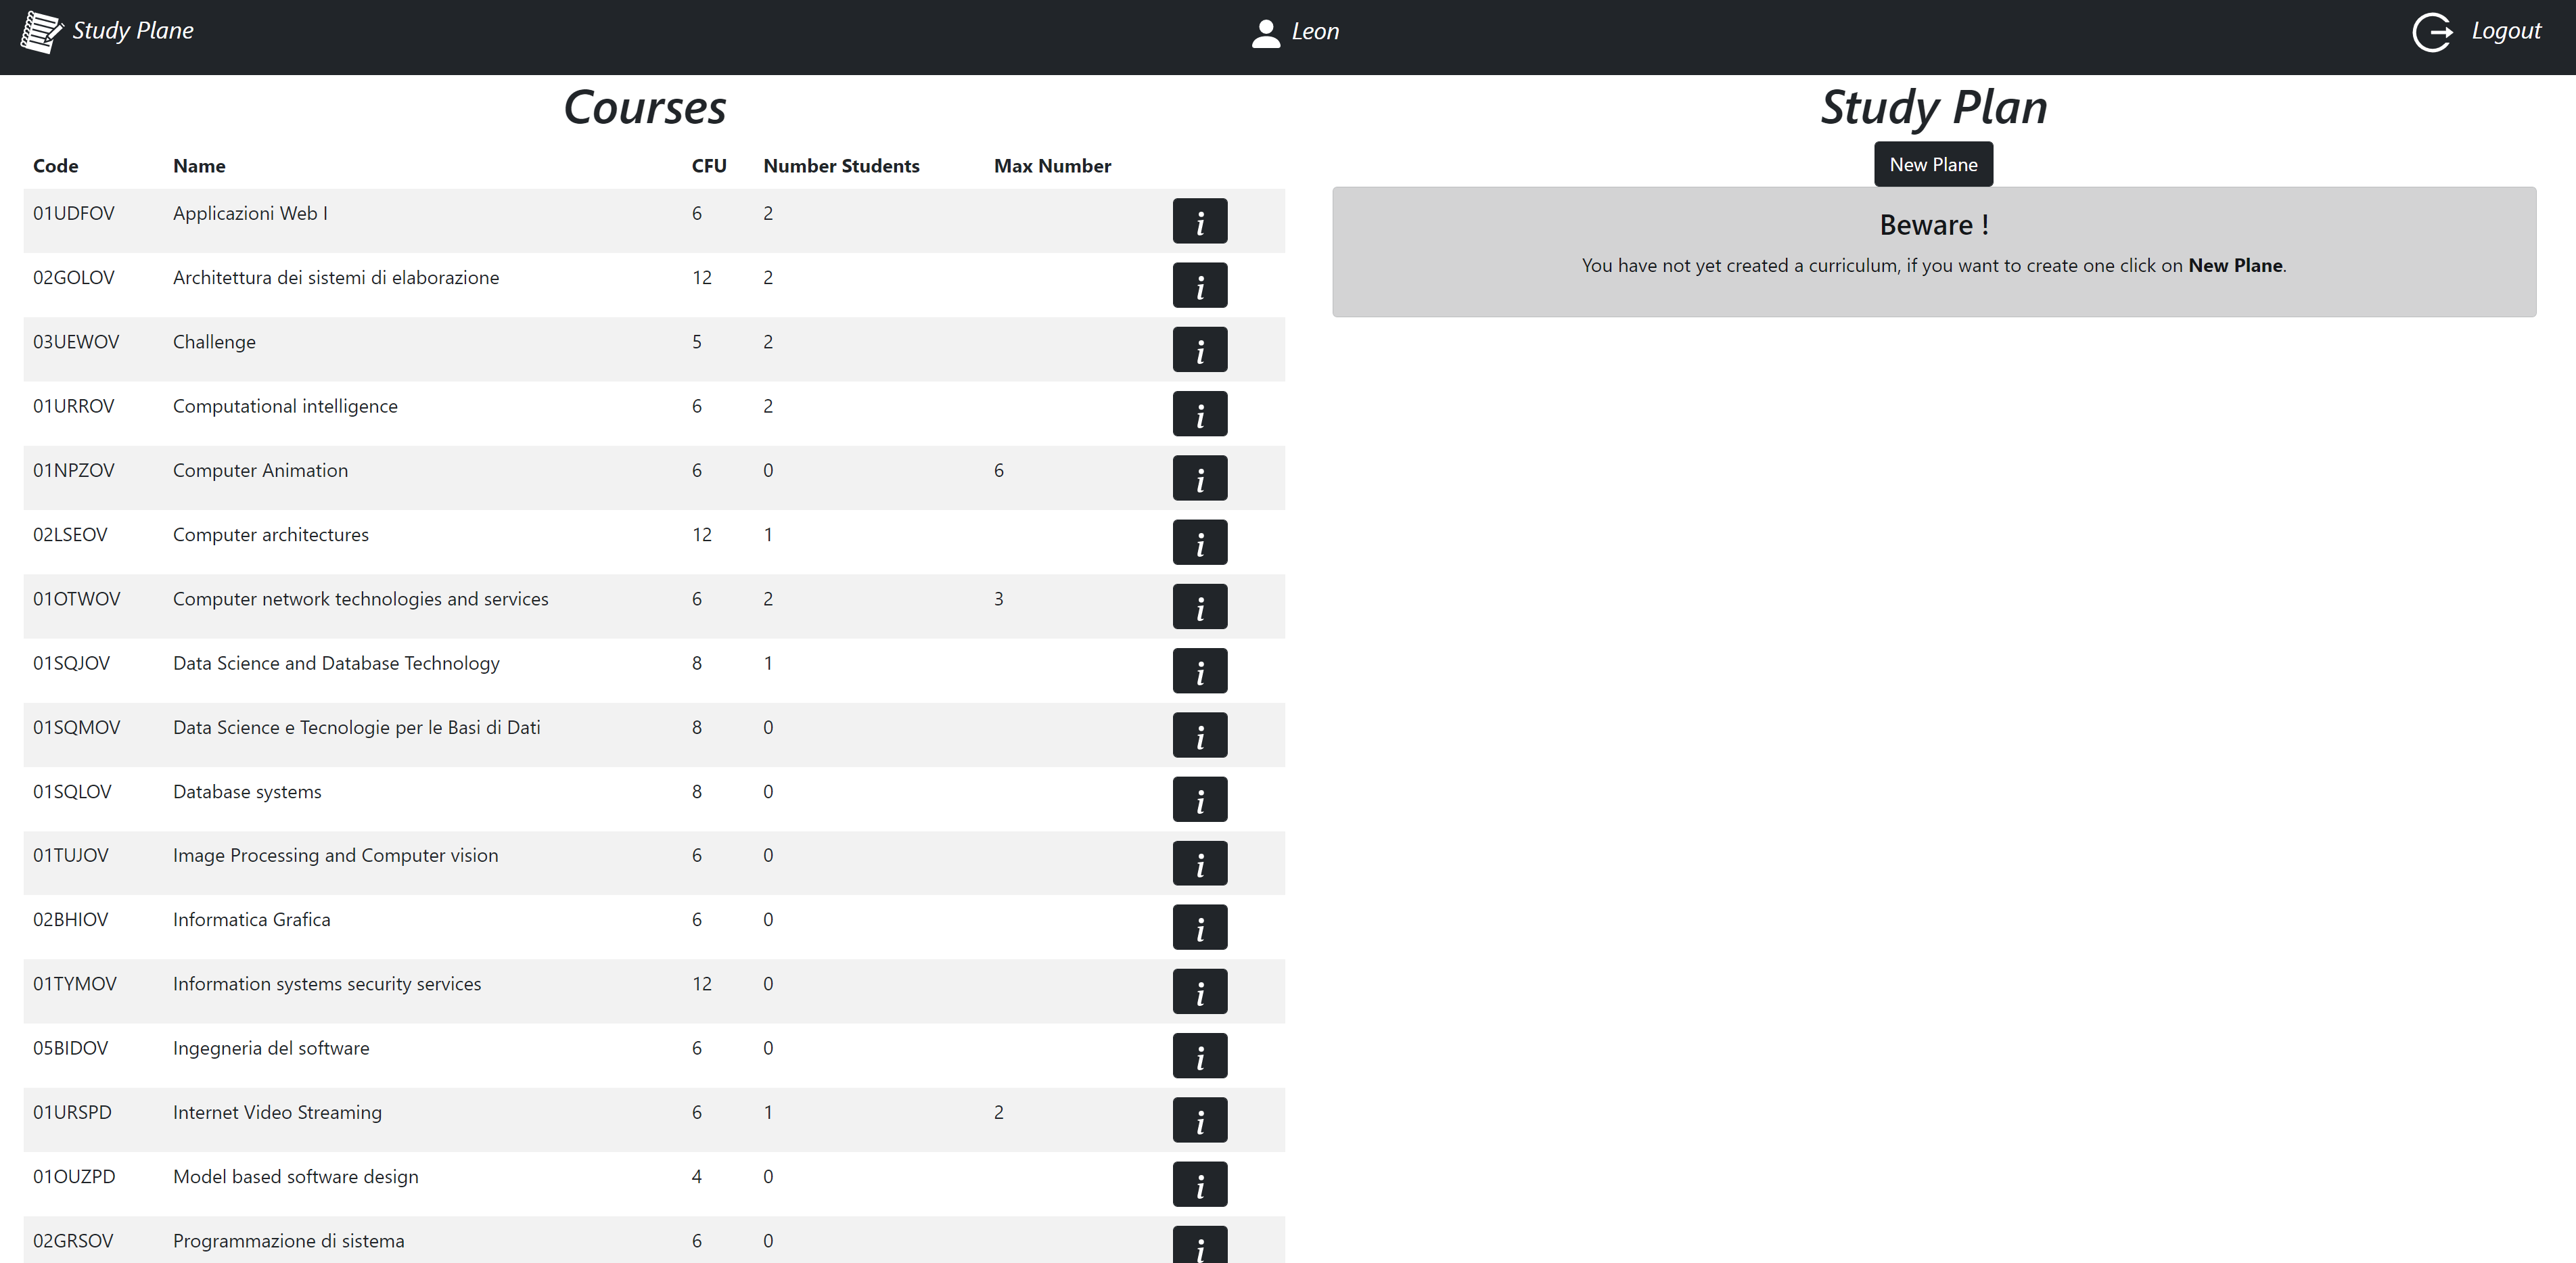 Study Plane
Leon
Logout
Courses
Code Name CFU Number Students Max Number
01UDFOV Applicazioni Web I 6 2 i
02GOLOV Architettura dei sistemi di elaborazione 12 2 i
03UEWOV Challenge 5 2 i
01URROV Computational intelligence 6 2 i
01NPZOV Computer Animation 6 0 6 i
02LSEOV Computer architectures 12 1 i
01OTWOV Computer network technologies and services 6 2 3 i
01SQJOV Data Science and Database Technology 8 1 i
01SQMOV Data Science e Tecnologie per le Basi di Dati 8 0 i
01SQLOV Database systems 8 0 i
01TUJOV Image Processing and Computer vision 6 0 i
02BHIOV Informatica Grafica 6 0 i
01TYMOV Information systems security services 12 0 i
05BIDOV Ingegneria del software 6 0 i
01URSPD Internet Video Streaming 6 1 2 i
01OUZPD Model based software design 4 0 i
02GRSOV Programmazione di sistema 6 0 i
Study Plan
New Plane
Beware !
You have not yet created a curriculum, if you want to create one click on New Plane.